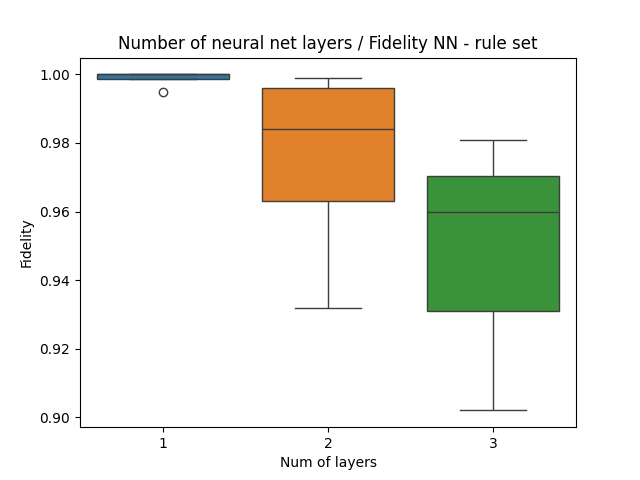 Number of neural net layers / Fidelity NN - rule set
1.00
0.98
0.96
0.94
0.92
0.90
Fidelity
1 2 3
Num of layers